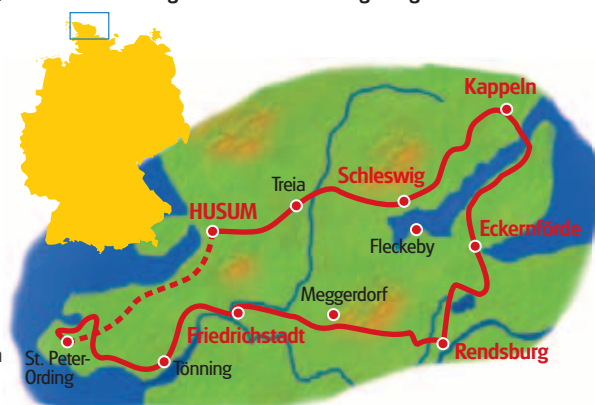 Kappeln
Schleswig
Treia
HUSUM
Eckernförde
Fleckeby
Meggerdorf
Friedrichstadt
Rendsburg
St. Peter-
Ording
Tönning